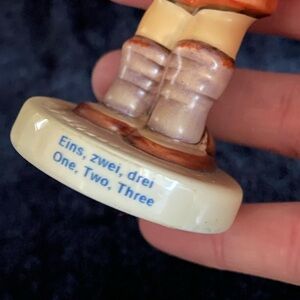 Eins, zwei, drei
One, Two, Three